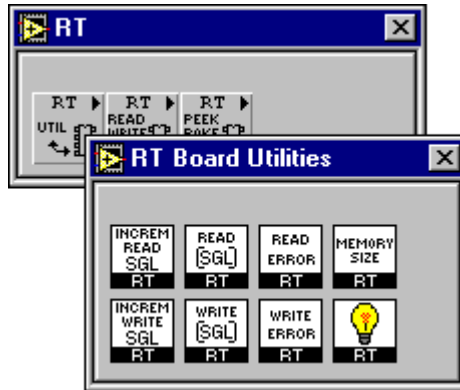 RT
RT RT RT
UTIL READ WRITE PEEK POKE
RT Board Utilities
INCREM READ SGL RT
READ [SGL] RT
READ ERROR RT
MEMORY SIZE RT
INCREM WRITE SGL RT
WRITE [SGL] RT
WRITE ERROR RT
RT